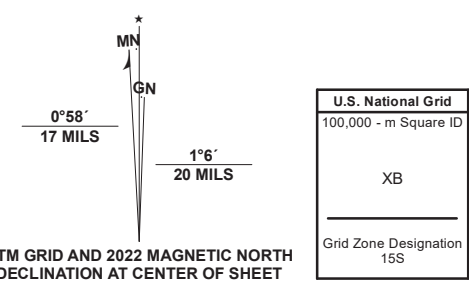 MN
GN
0°58´
17 MILS
1°6´
20 MILS
TM GRID AND 2022 MAGNETIC NORTH
DECLINATION AT CENTER OF SHEET
U.S. National Grid
100,000 - m Square ID
XB
Grid Zone Designation
15S